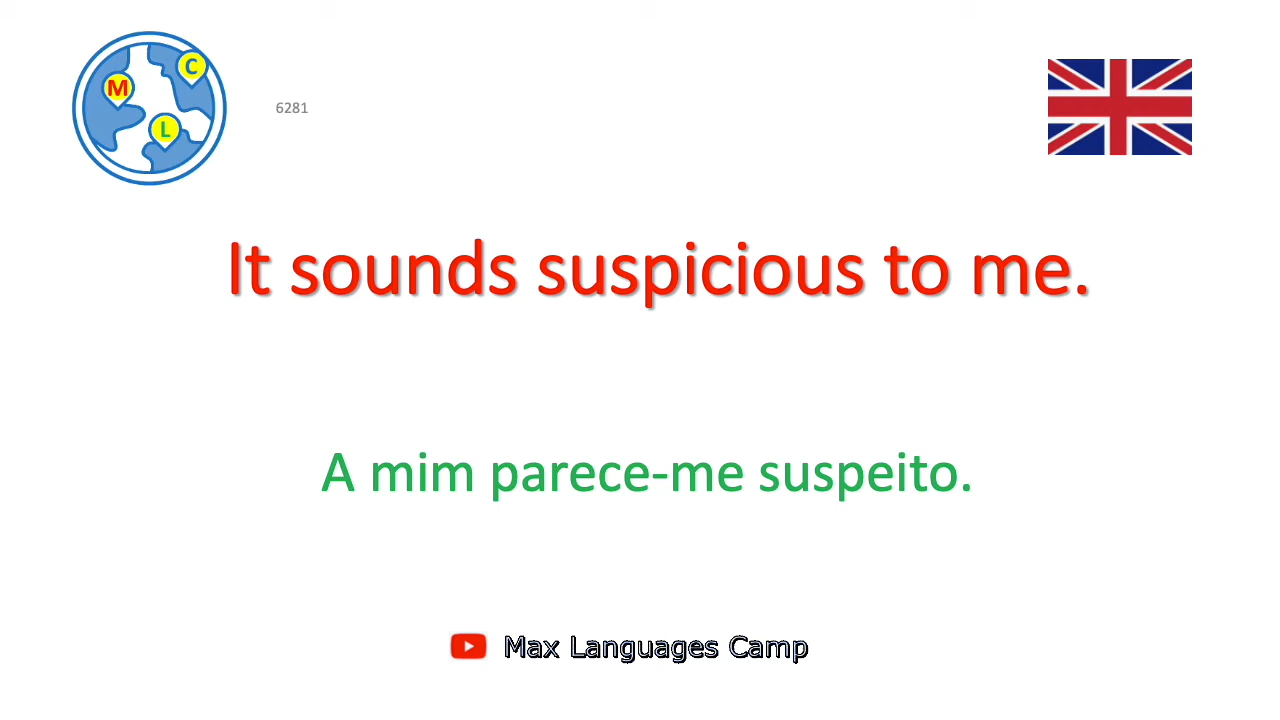 M
C
L
6281
It sounds suspicious to me.
A mim parece-me suspeito.
Max Languages Camp